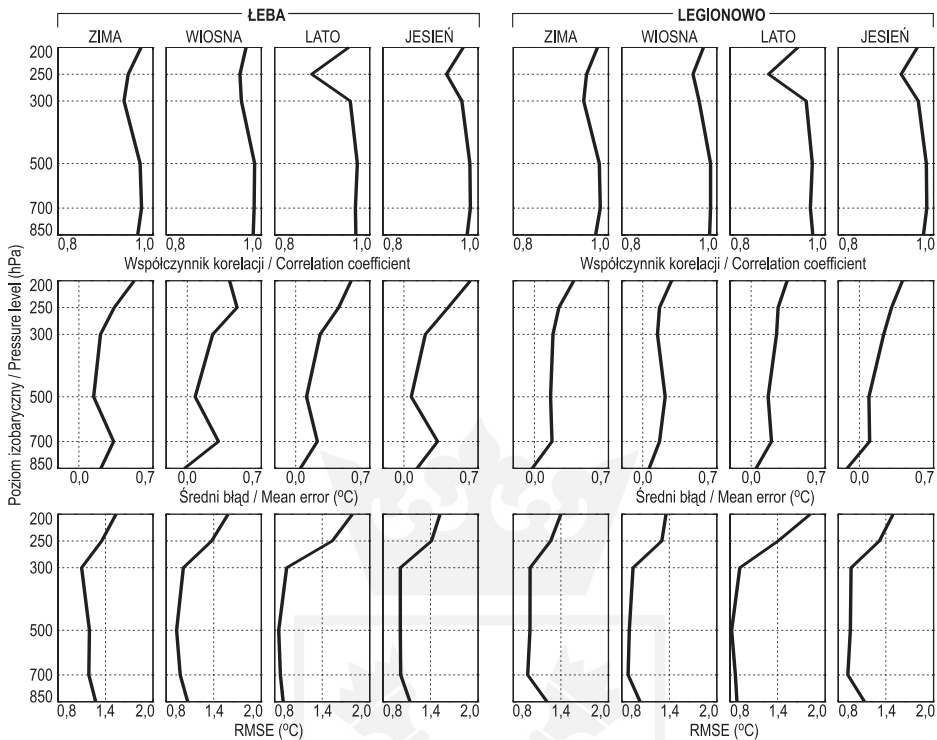 ŁEBA LEGIONOWO
ZIMA WIOSNA LATO JESIEŃ ZIMA WIOSNA LATO JESIEŃ
200
250
300
500
700
850
0,8 1,0 0,8 1,0 0,8 1,0 0,8 1,0 0,8 1,0 0,8 1,0 0,8 1,0 0,8 1,0
Współczynnik korelacji / Correlation coefficient Współczynnik korelacji / Correlation coefficient
Poziom izobaryczny / Pressure level (hPa)
200
250
300
500
700
850
0,0 0,7 0,0 0,7 0,0 0,7 0,0 0,7 0,0 0,7 0,0 0,7 0,0 0,7 0,0 0,7
Średni błąd / Mean error (ºC) Średni błąd / Mean error (ºC)
200
250
300
500
700
850
0,8 1,4 2,0 0,8 1,4 2,0 0,8 1,4 2,0 0,8 1,4 2,0 0,8 1,4 2,0 0,8 1,4 2,0 0,8 1,4 2,0 0,8 1,4 2,0
RMSE (ºC) RMSE (ºC)